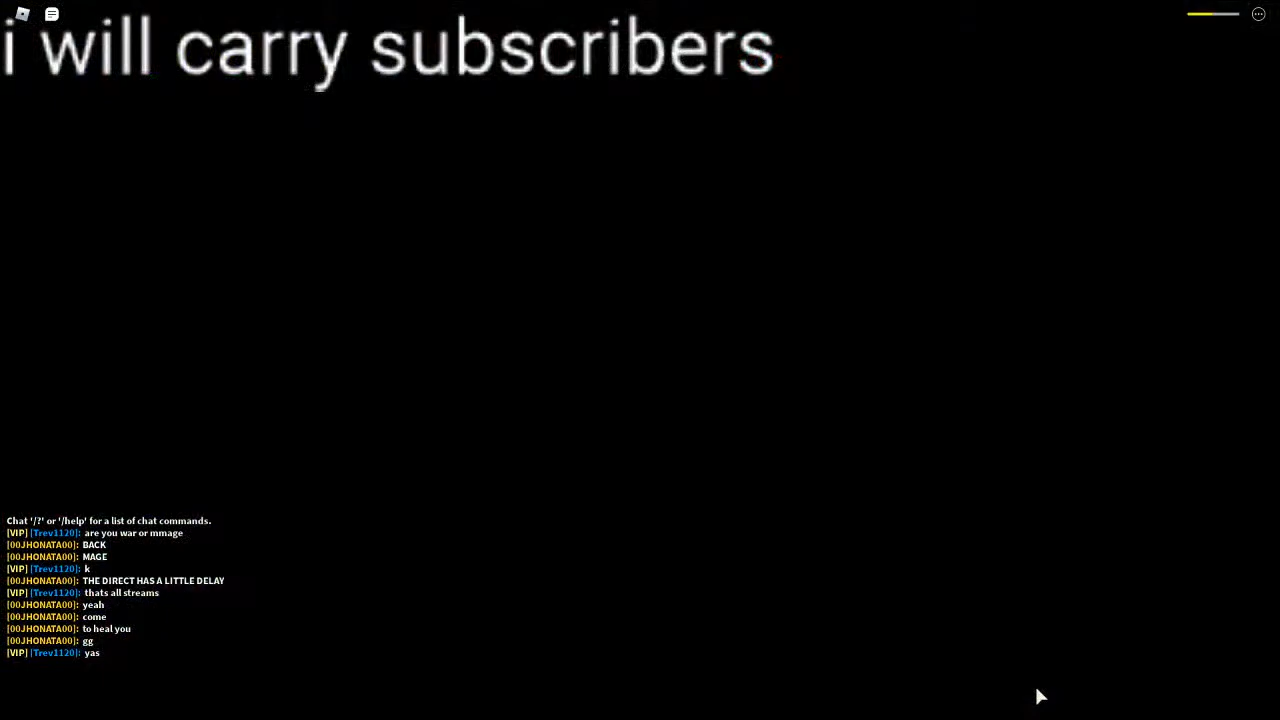 i will carry subscribers
Chat '/?' or '/help' for a list of chat commands.
[VIP] [Trev1120]: are you war or mmage
[00JHONATA00]: BACK
[00JHONATA00]: MAGE
[VIP] [Trev1120]: k
[00JHONATA00]: THE DIRECT HAS A LITTLE DELAY
[VIP] [Trev1120]: thats all streams
[00JHONATA00]: yeah
[00JHONATA00]: come
[00JHONATA00]: to heal you
[00JHONATA00]: gg
[VIP] [Trev1120]: yas